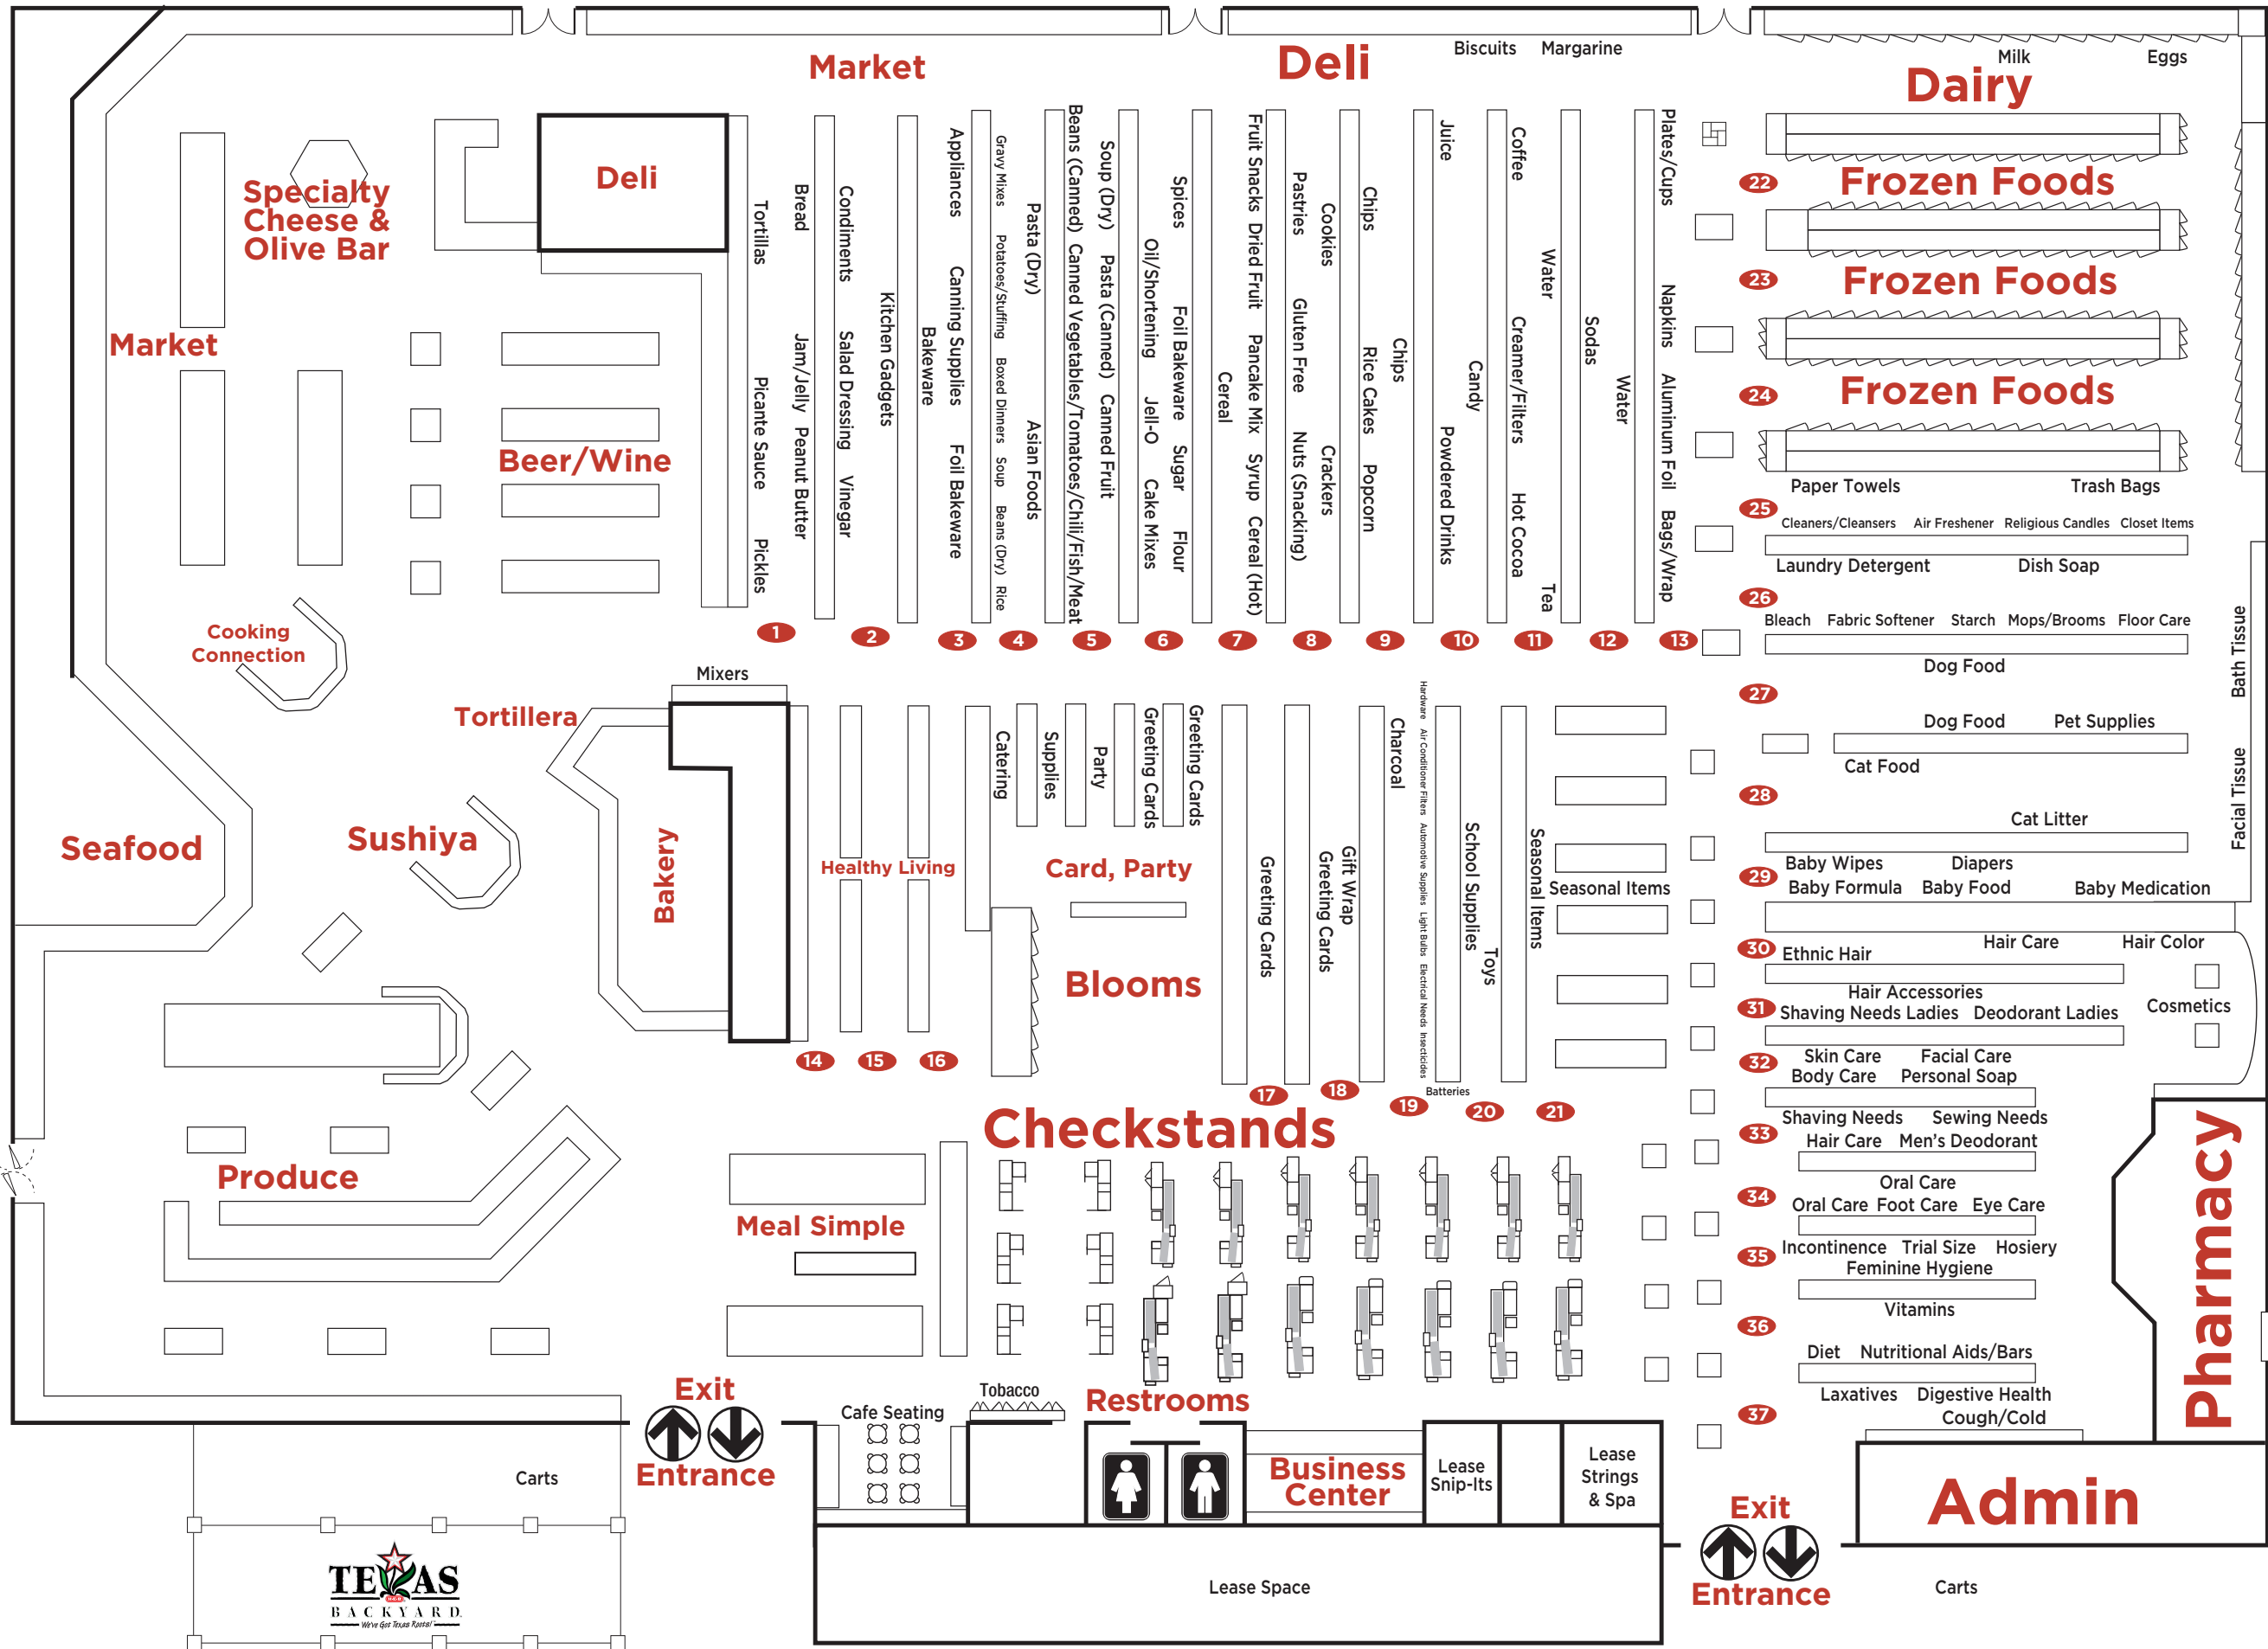 Market
Deli
Biscuits
Margarine
Milk
Eggs
Dairy
Specialty
Cheese &
Olive Bar
Deli
Market
Beer/Wine
Cooking
Connection
Tortillas
Picante Sauce
Pickles
Bread
Jam/Jelly
Peanut Butter
Condiments
Salad Dressing
Vinegar
Kitchen Gadgets
Bakeware
Appliances
Canning Supplies
Foil Bakeware
Gravy Mixes
Potatoes/Stuffing
Boxed Dinners
Soup
Beans (Dry)
Rice
Pasta (Dry)
Asian Foods
Beans (Canned)
Canned Vegetables/Tomatoes/Chili/Fish/Meat
Soup (Dry)
Pasta (Canned)
Canned Fruit
Oil/Shortening
Jell-O
Cake Mixes
Spices
Foil Bakeware
Sugar
Flour
Cereal
Fruit Snacks
Dried Fruit
Pancake Mix
Syrup
Cereal (Hot)
Pastries
Gluten Free
Nuts (Snacking)
Cookies
Crackers
Chips
Rice Cakes
Popcorn
Chips
Juice
Powdered Drinks
Candy
Coffee
Creamer/Filters
Hot Cocoa
Water
Tea
Sodas
Water
Plates/Cups
Napkins
Aluminum Foil
Bags/Wrap
1
2
3
4
5
6
7
8
9
10
11
12
13
22
Frozen Foods
23
Frozen Foods
24
Frozen Foods
Paper Towels
Trash Bags
25
Cleaners/Cleansers
Air Freshener
Religious Candles
Closet Items
Laundry Detergent
Dish Soap
26
Bleach
Fabric Softener
Starch
Mops/Brooms
Floor Care
Dog Food
27
Dog Food
Pet Supplies
Cat Food
28
Cat Litter
Bath Tissue
Facial Tissue
Baby Wipes
Diapers
29
Baby Formula
Baby Food
Baby Medication
30
Hair Care
Hair Color
Ethnic Hair
Hair Accessories
31
Shaving Needs Ladies
Deodorant Ladies
Cosmetics
32
Skin Care
Facial Care
Body Care
Personal Soap
Shaving Needs
Sewing Needs
33
Hair Care
Men's Deodorant
Oral Care
34
Oral Care
Foot Care
Eye Care
35
Incontinence
Trial Size
Hosiery
Feminine Hygiene
Vitamins
36
Diet
Nutritional Aids/Bars
Laxatives
Digestive Health
37
Cough/Cold
Pharmacy
Admin
Mixers
Tortillera
Bakery
Seafood
Sushiya
Healthy Living
Catering
Supplies
Party
Greeting Cards
Greeting Cards
Card, Party
Blooms
Greeting Cards
Greeting Cards
Gift Wrap
Charcoal
Hardware
Air Conditioner Filters
Automotive Supplies
Light Bulbs
Electrical Needs
Insecticides
Batteries
School Supplies
Toys
Seasonal Items
Seasonal Items
14
15
16
17
18
19
20
21
Checkstands
Produce
Meal Simple
Exit
Entrance
Cafe Seating
Tobacco
Restrooms
Business
Center
Lease
Snip-Its
Lease
Strings
& Spa
Lease Space
Exit
Entrance
Carts
Carts
TEXAS
H-E-B
BACKYARD
We've Got Texas Roots!